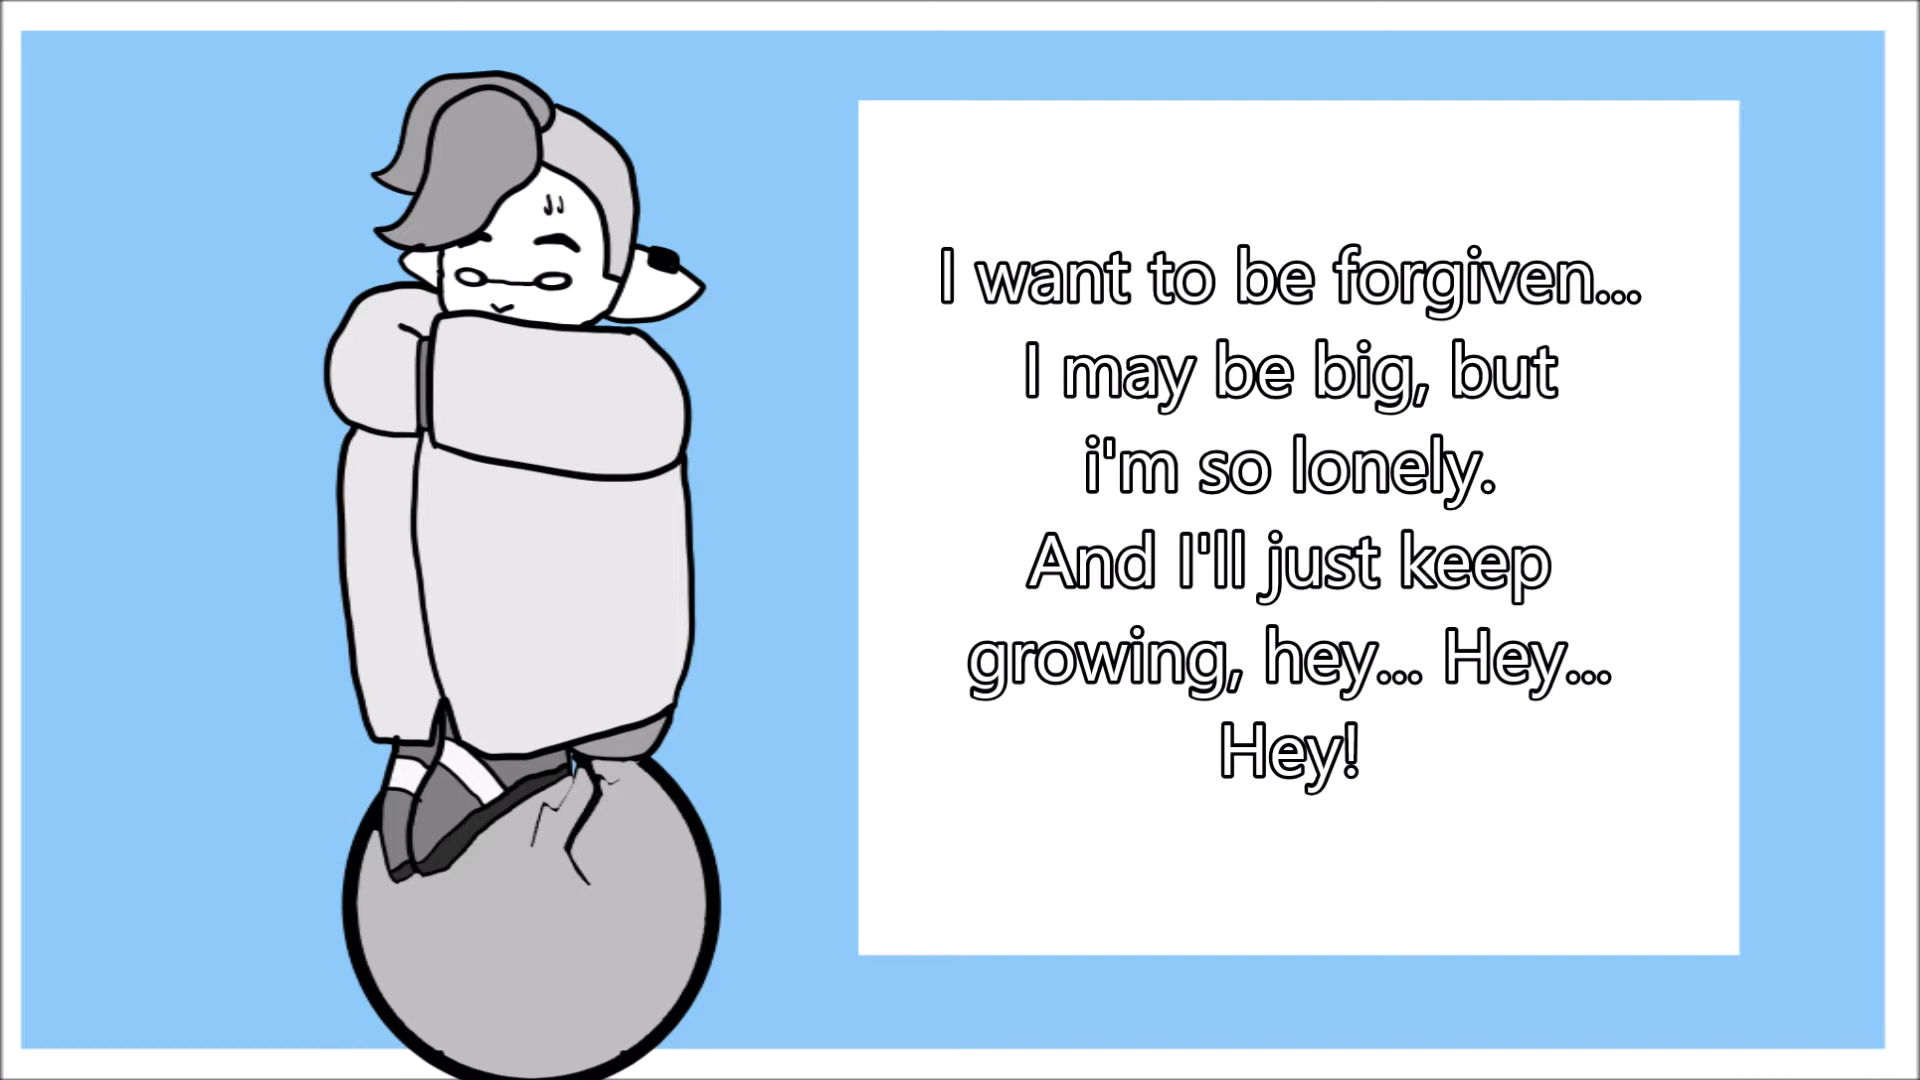 I want to be forgiven...
I may be big, but
i'm so lonely.
And I'll just keep
growing, hey... Hey...
Hey!